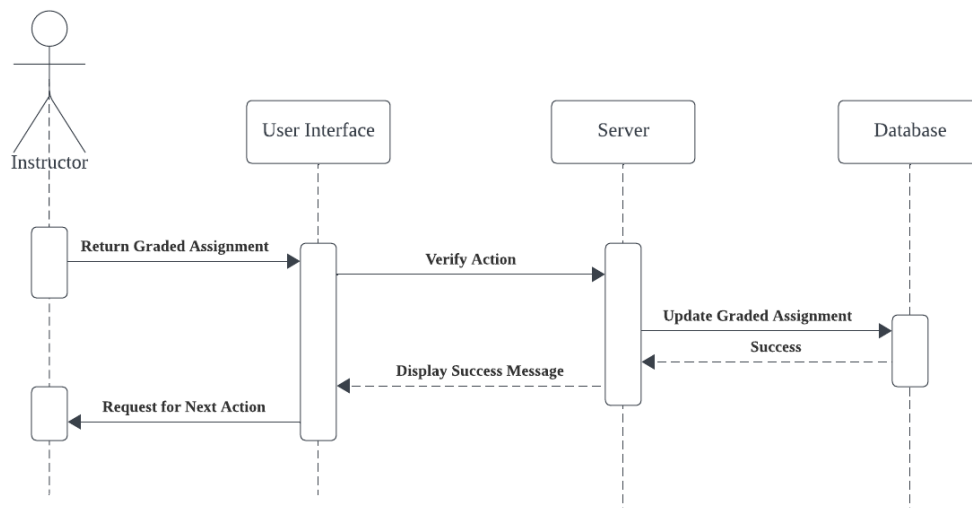 User Interface
Server
Database
Instructor
Return Graded Assignment
Verify Action
Update Graded Assignment
Success
Display Success Message
Request for Next Action